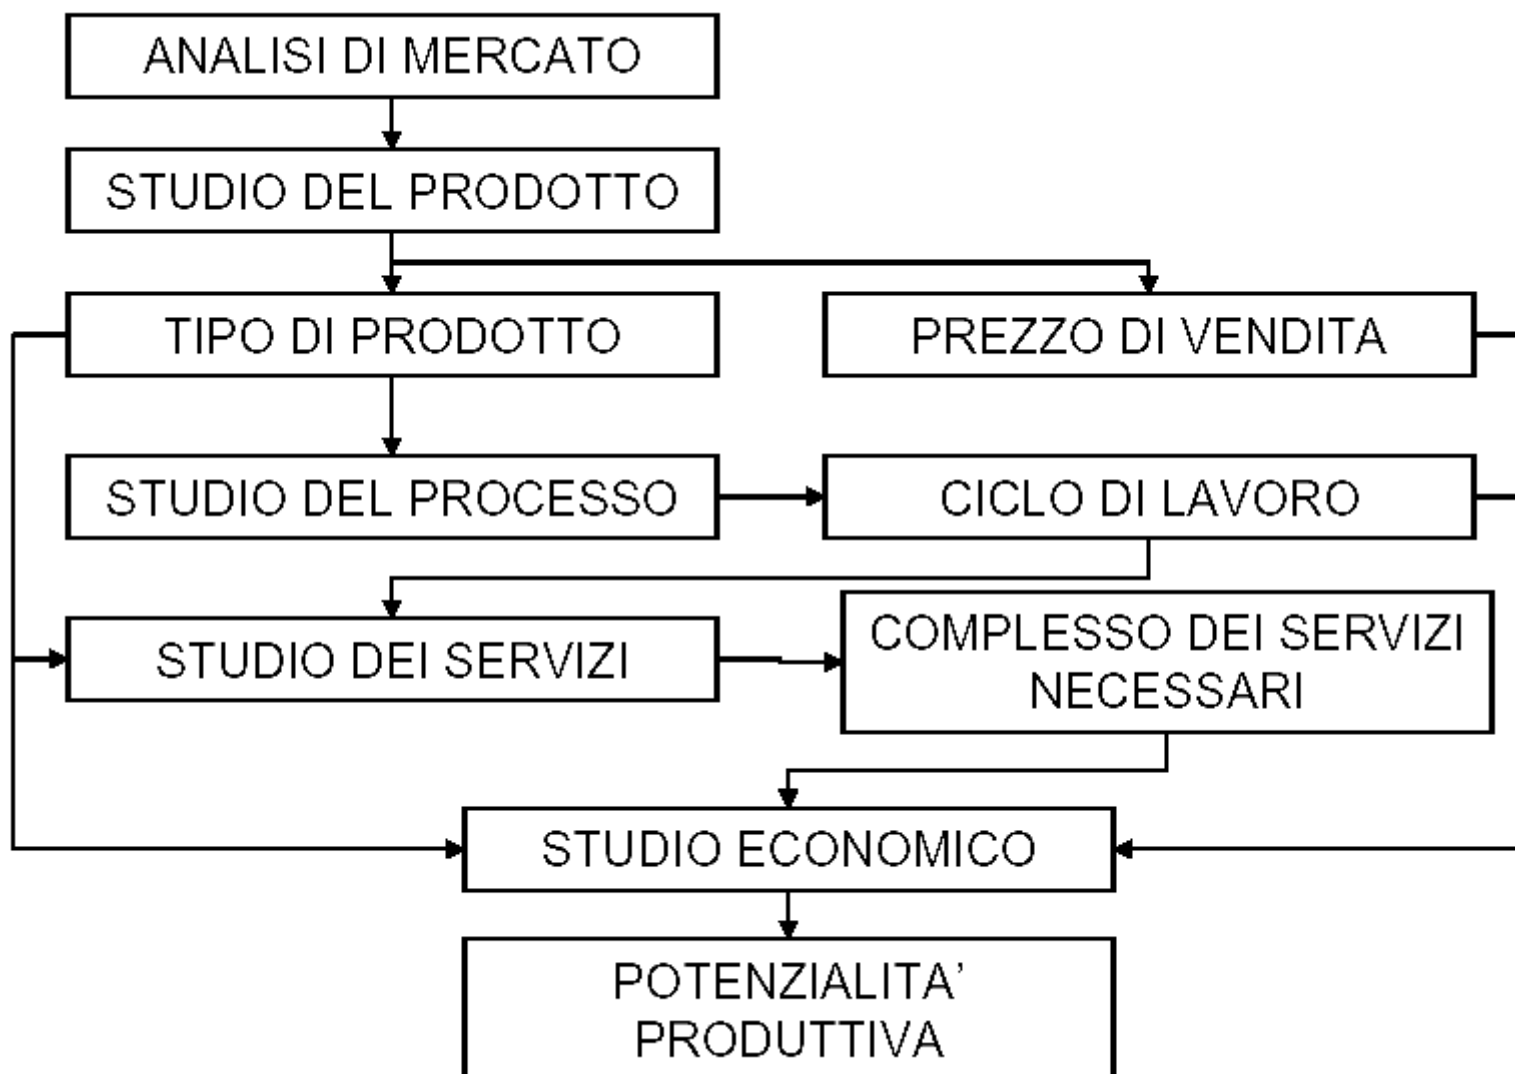 ANALISI DI MERCATO
STUDIO DEL PRODOTTO
TIPO DI PRODOTTO
PREZZO DI VENDITA
STUDIO DEL PROCESSO
CICLO DI LAVORO
STUDIO DEI SERVIZI
COMPLESSO DEI SERVIZI
NECESSARI
STUDIO ECONOMICO
POTENZIALITA’
PRODUTTIVA